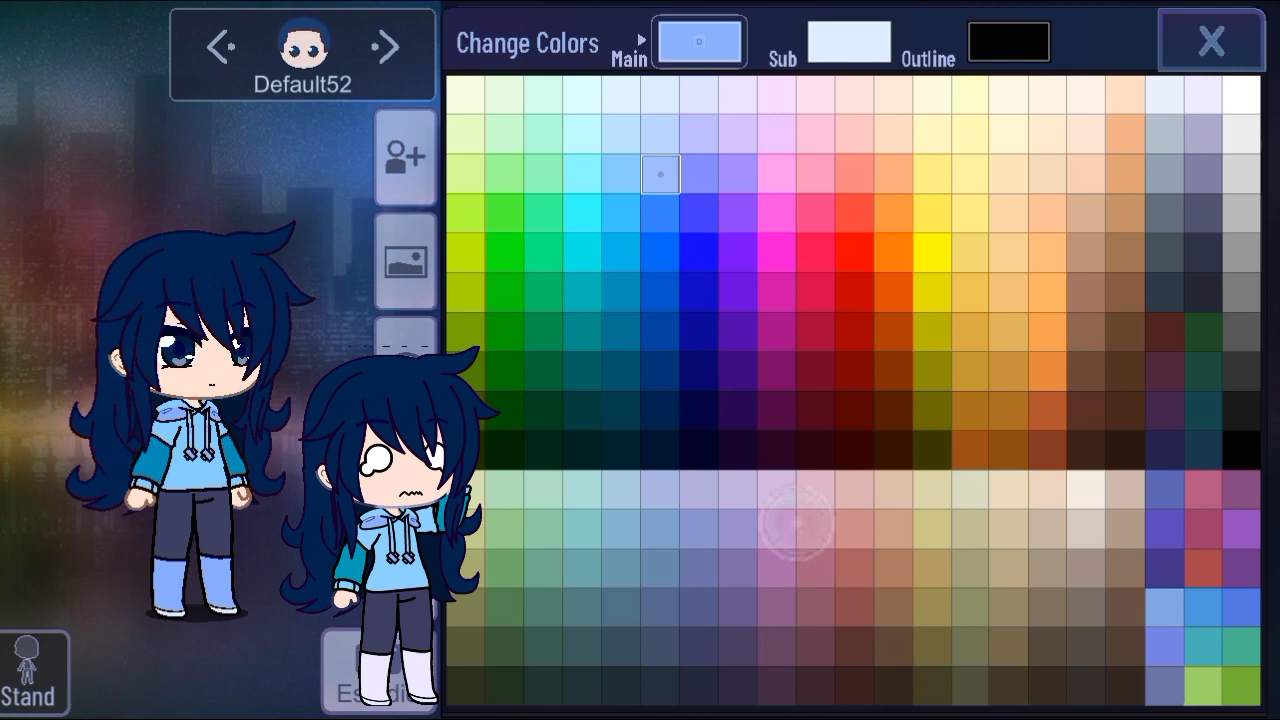 Change Colors
Main
Sub
Outline
X
Default52
Stand